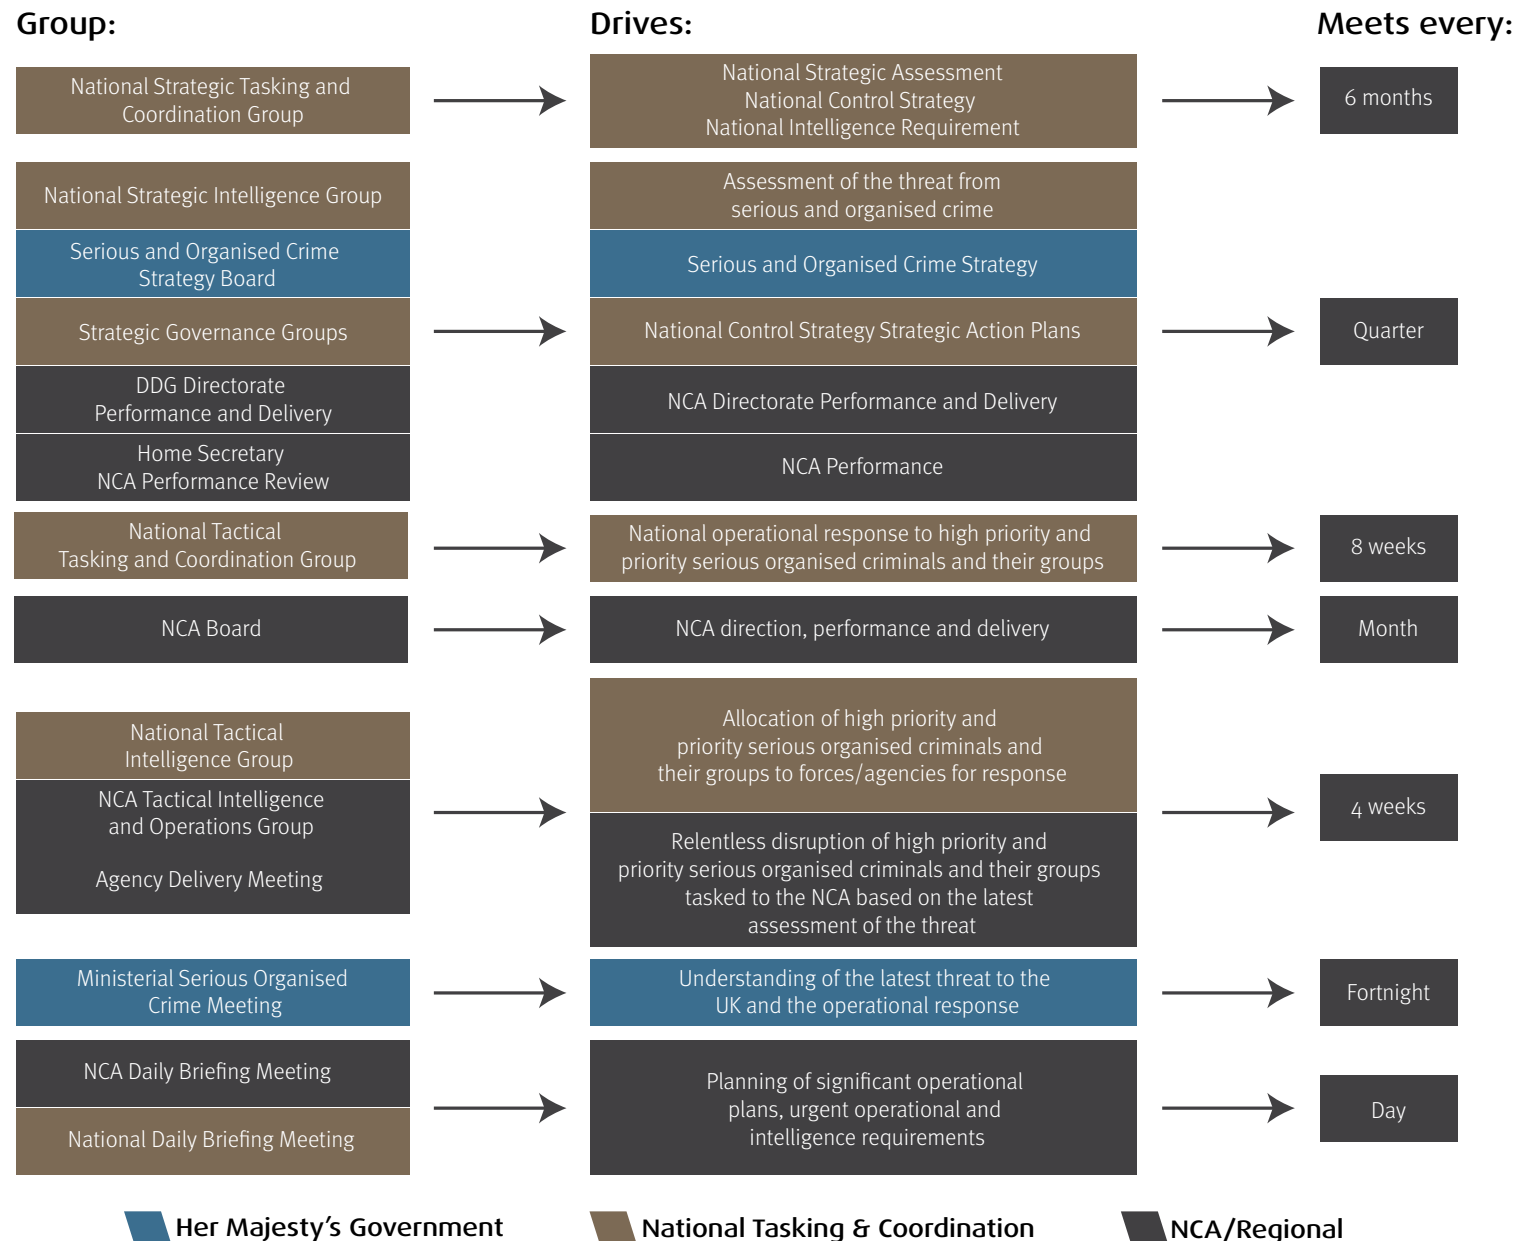 Group:
Drives:
Meets every:
National Strategic Tasking and
Coordination Group
National Strategic Assessment
National Control Strategy
National Intelligence Requirement
6 months
National Strategic Intelligence Group
Assessment of the threat from
serious and organised crime
Serious and Organised Crime
Strategy Board
Serious and Organised Crime Strategy
Strategic Governance Groups
National Control Strategy Strategic Action Plans
Quarter
DDG Directorate
Performance and Delivery
NCA Directorate Performance and Delivery
Home Secretary
NCA Performance Review
NCA Performance
National Tactical
Tasking and Coordination Group
National operational response to high priority and
priority serious organised criminals and their groups
8 weeks
NCA Board
NCA direction, performance and delivery
Month
National Tactical
Intelligence Group
NCA Tactical Intelligence
and Operations Group
Agency Delivery Meeting
Allocation of high priority and
priority serious organised criminals and
their groups to forces/agencies for response
Relentless disruption of high priority and
priority serious organised criminals and their groups
tasked to the NCA based on the latest
assessment of the threat
4 weeks
Ministerial Serious Organised
Crime Meeting
Understanding of the latest threat to the
UK and the operational response
Fortnight
NCA Daily Briefing Meeting
National Daily Briefing Meeting
Planning of significant operational
plans, urgent operational and
intelligence requirements
Day
Her Majesty's Government
National Tasking & Coordination
NCA/Regional